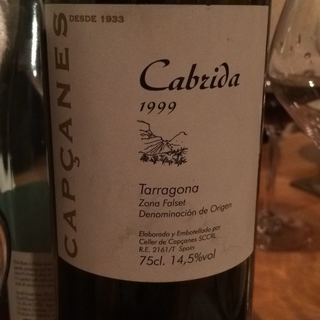 DESDE 1933
CAPÇANES
Cabrida
1999
Tarragona
Zona Falset
Denominación de Origen
Elaborado y Embotellado por
Celler de Capçanes SCCRL
R.E. 2161/T Spain
75cl. 14,5%vol